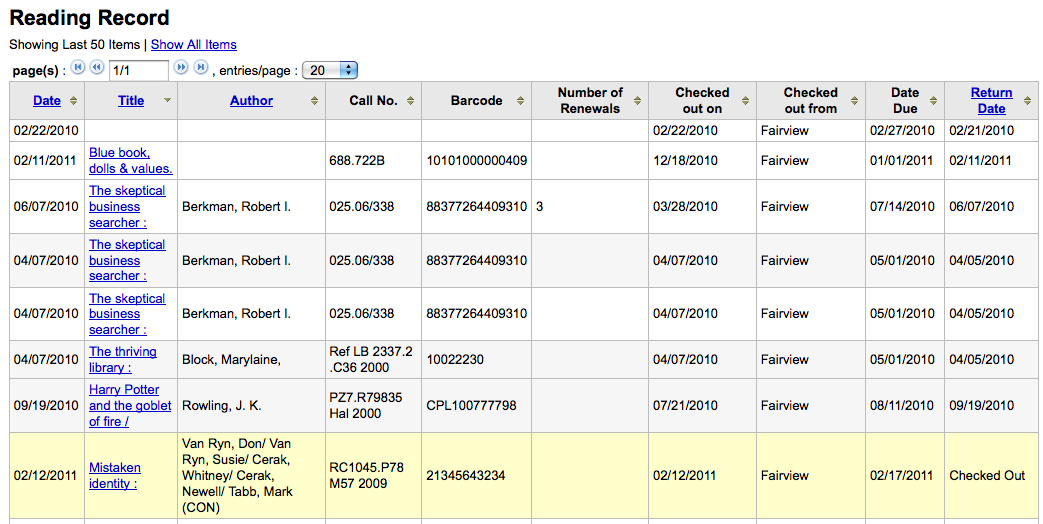 Reading Record
Showing Last 50 Items | Show All Items
page(s) : 1/1 , entries/page : 20
Date Title Author Call No. Barcode Number of Renewals Checked out on Checked out from Date Due Return Date
02/22/2010 02/22/2010 Fairview 02/27/2010 02/21/2010
02/11/2011 Blue book, dolls & values. 688.722B 10101000000409 12/18/2010 Fairview 01/01/2011 02/11/2011
06/07/2010 The skeptical business searcher : Berkman, Robert I. 025.06/338 88377264409310 3 03/28/2010 Fairview 07/14/2010 06/07/2010
04/07/2010 The skeptical business searcher : Berkman, Robert I. 025.06/338 88377264409310 04/07/2010 Fairview 05/01/2010 04/05/2010
04/07/2010 The skeptical business searcher : Berkman, Robert I. 025.06/338 88377264409310 04/07/2010 Fairview 05/01/2010 04/05/2010
04/07/2010 The thriving library : Block, Marylaine, Ref LB 2337.2 .C36 2000 10022230 04/07/2010 Fairview 05/01/2010 04/05/2010
09/19/2010 Harry Potter and the goblet of fire / Rowling, J. K. PZ7.R79835 Hal 2000 CPL100777798 07/21/2010 Fairview 08/11/2010 09/19/2010
02/12/2011 Mistaken identity : Van Ryn, Don/ Van Ryn, Susie/ Cerak, Whitney/ Cerak, Newell/ Tabb, Mark (CON) RC1045.P78 M57 2009 21345643234 02/12/2011 Fairview 02/17/2011 Checked Out